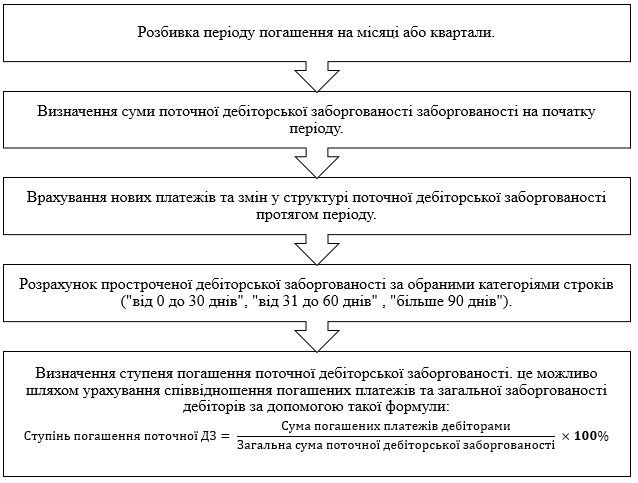 Розбивка періоду погашення на місяці або квартали.
Визначення суми поточної дебіторської заборгованості заборгованості на початку
періоду.
Врахування нових платежів та змін у структурі поточної дебіторської заборгованості
протягом періоду.
Розрахунок простроченої дебіторської заборгованості за обраними категоріями строків
("від 0 до 30 днів", "від 31 до 60 днів" , "більше 90 днів").
Визначення ступеня погашення поточної дебіторської заборгованості. це можливо
шляхом урахування співвідношення погашених платежів та загальної заборгованості
дебіторів за допомогою такої формули:
Сума погашених платежів дебіторами
Ступінь погашення поточної ДЗ = × 100%
Загальна сума поточної дебіторської заборгованості